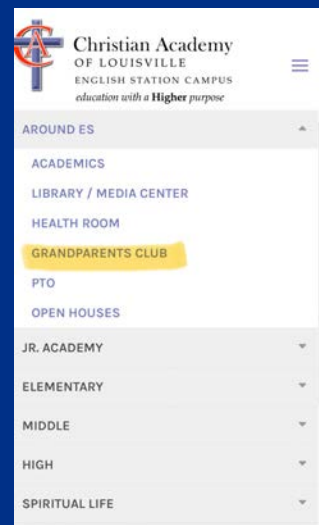 Christian Academy
OF LOUISVILLE
ENGLISH STATION CAMPUS
education with a Higher purpose
AROUND ES
ACADEMICS
LIBRARY / MEDIA CENTER
HEALTH ROOM
GRANDPARENTS CLUB
PTO
OPEN HOUSES
JR. ACADEMY
ELEMENTARY
MIDDLE
HIGH
SPIRITUAL LIFE